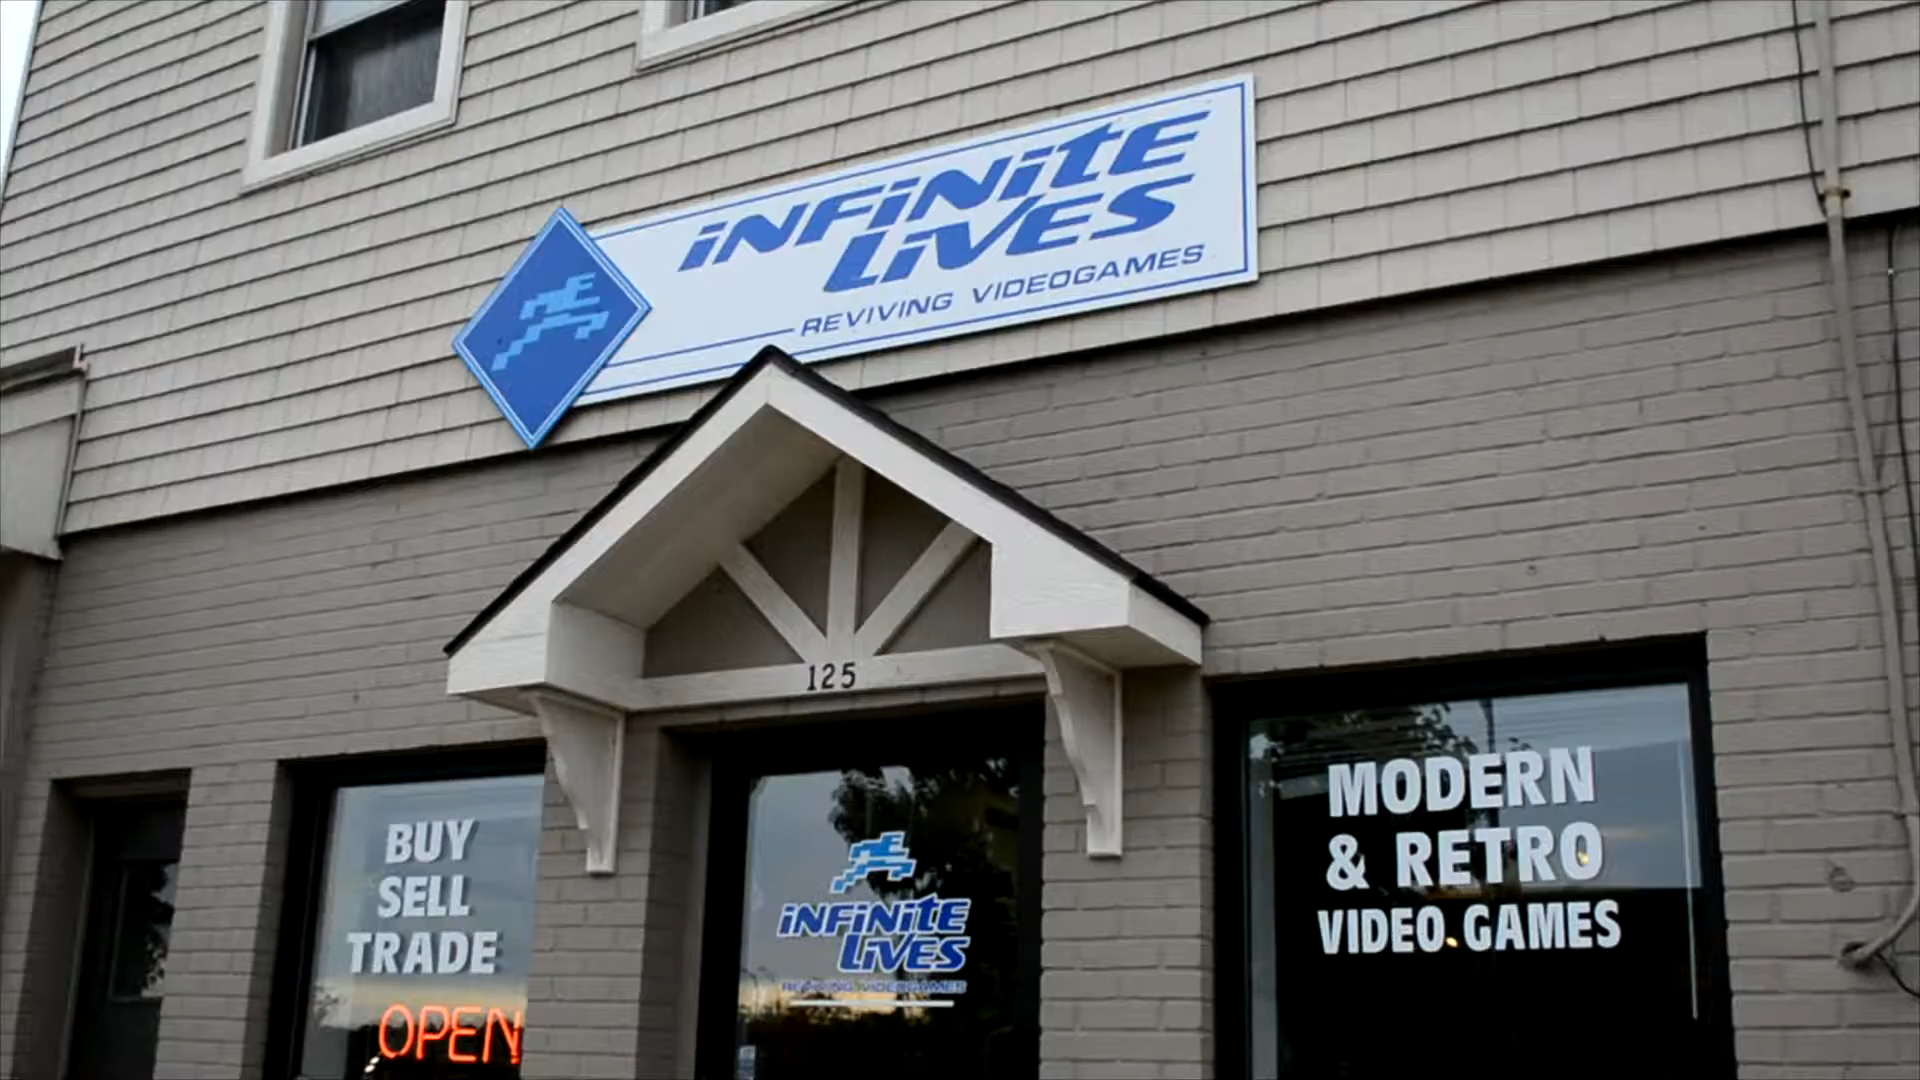 INFINITE
LIVES
REVIVING VIDEOGAMES
125
BUY
SELL
TRADE
OPEN
INFINITE
LIVES
REVIVING VIDEOGAMES
MODERN
& RETRO
VIDEO GAMES